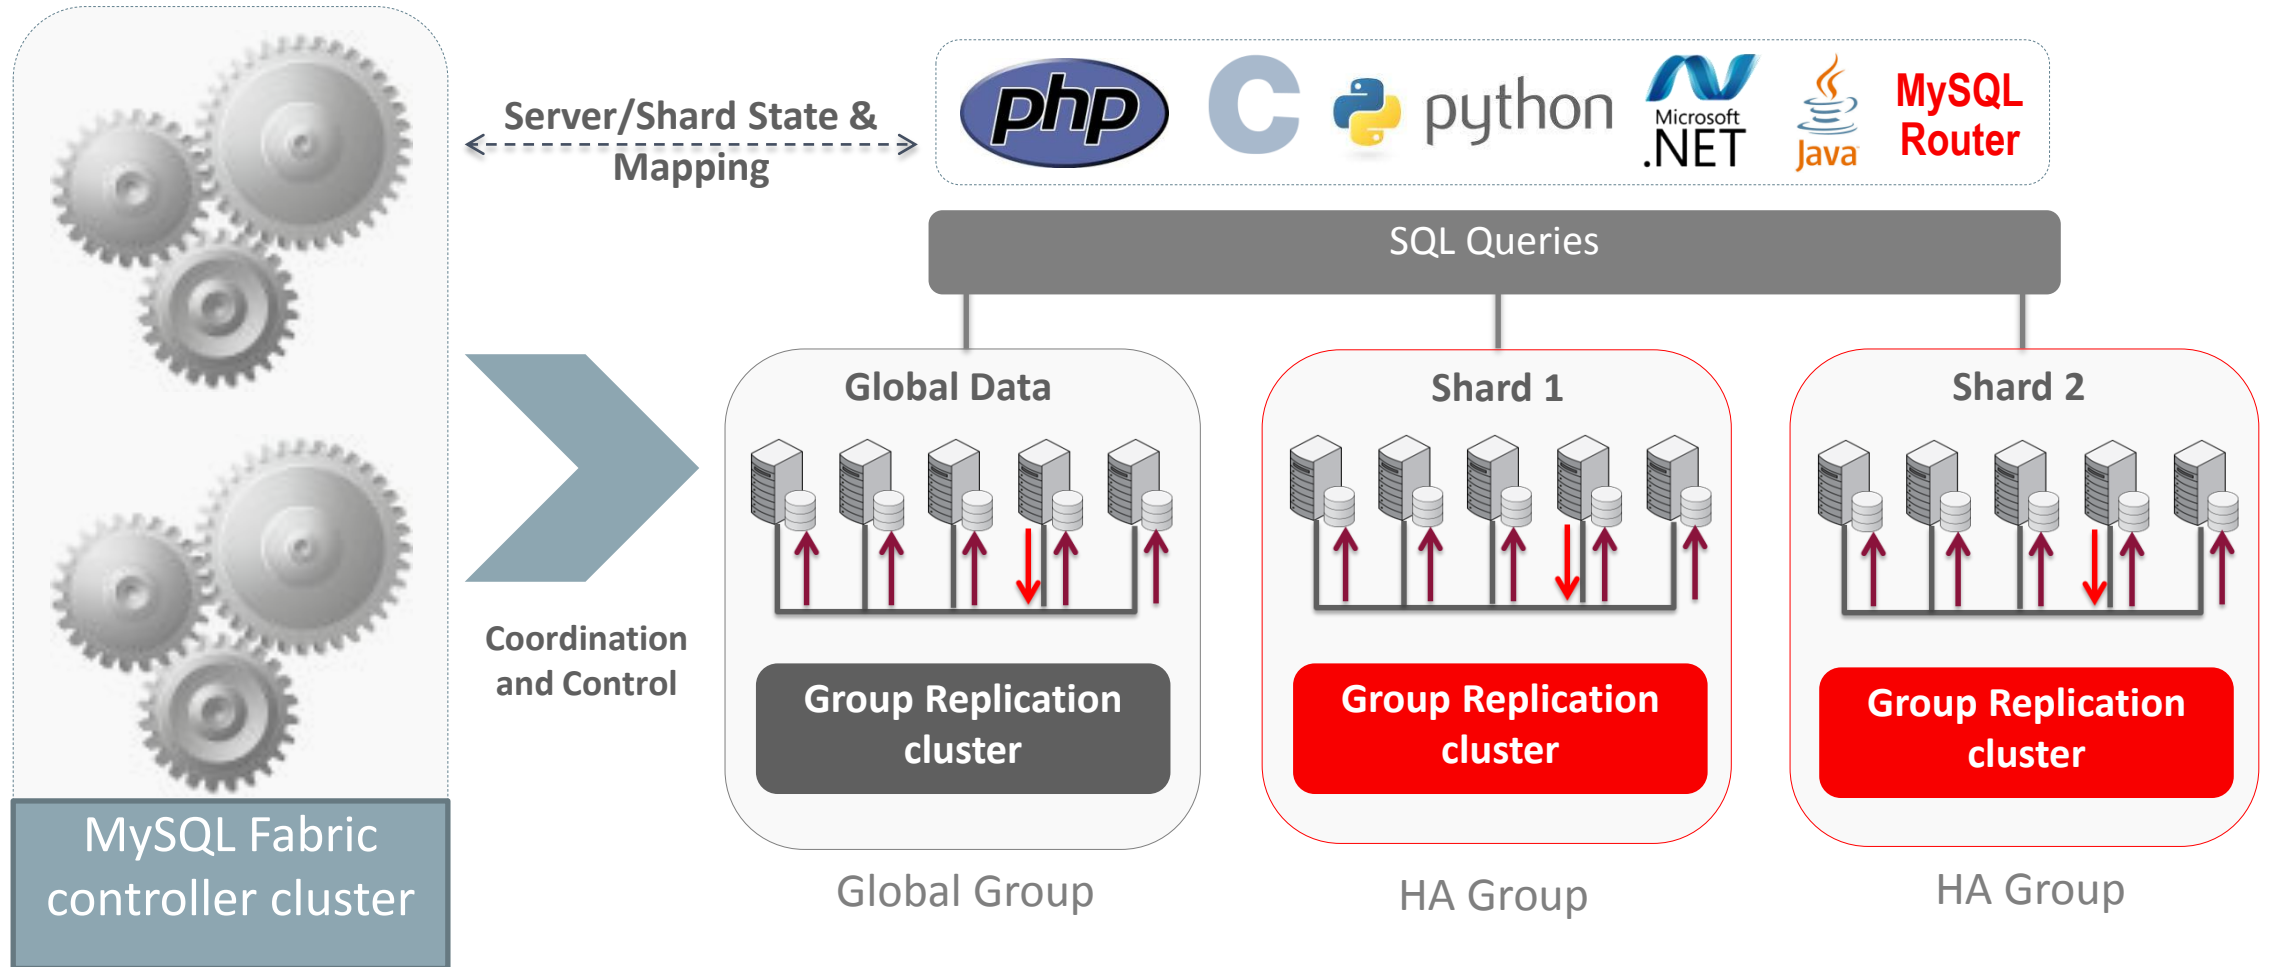 Server/Shard State &
Mapping
php
C
python
Microsoft
.NET
Java
MySQL
Router
SQL Queries
Global Data
Shard 1
Shard 2
Coordination
and Control
Group Replication
cluster
Group Replication
cluster
Group Replication
cluster
MySQL Fabric
controller cluster
Global Group
HA Group
HA Group